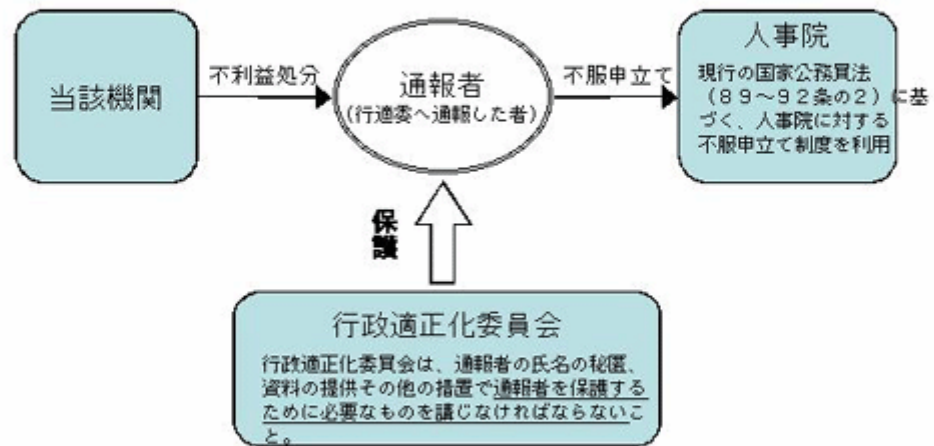 当該機関
不利益処分
通報者
(行適委へ通報した者)
不服申立て
人事院
現行の国家公務員法
(89~92条の2)に基
づく、人事院に対する
不服申立て制度を利用
保護
行政適正化委員会
行政適正化委員会は、通報者の氏名の秘匿、
資料の提供その他の措置で通報者を保護する
ために必要なものを講じなければならないこ
と。